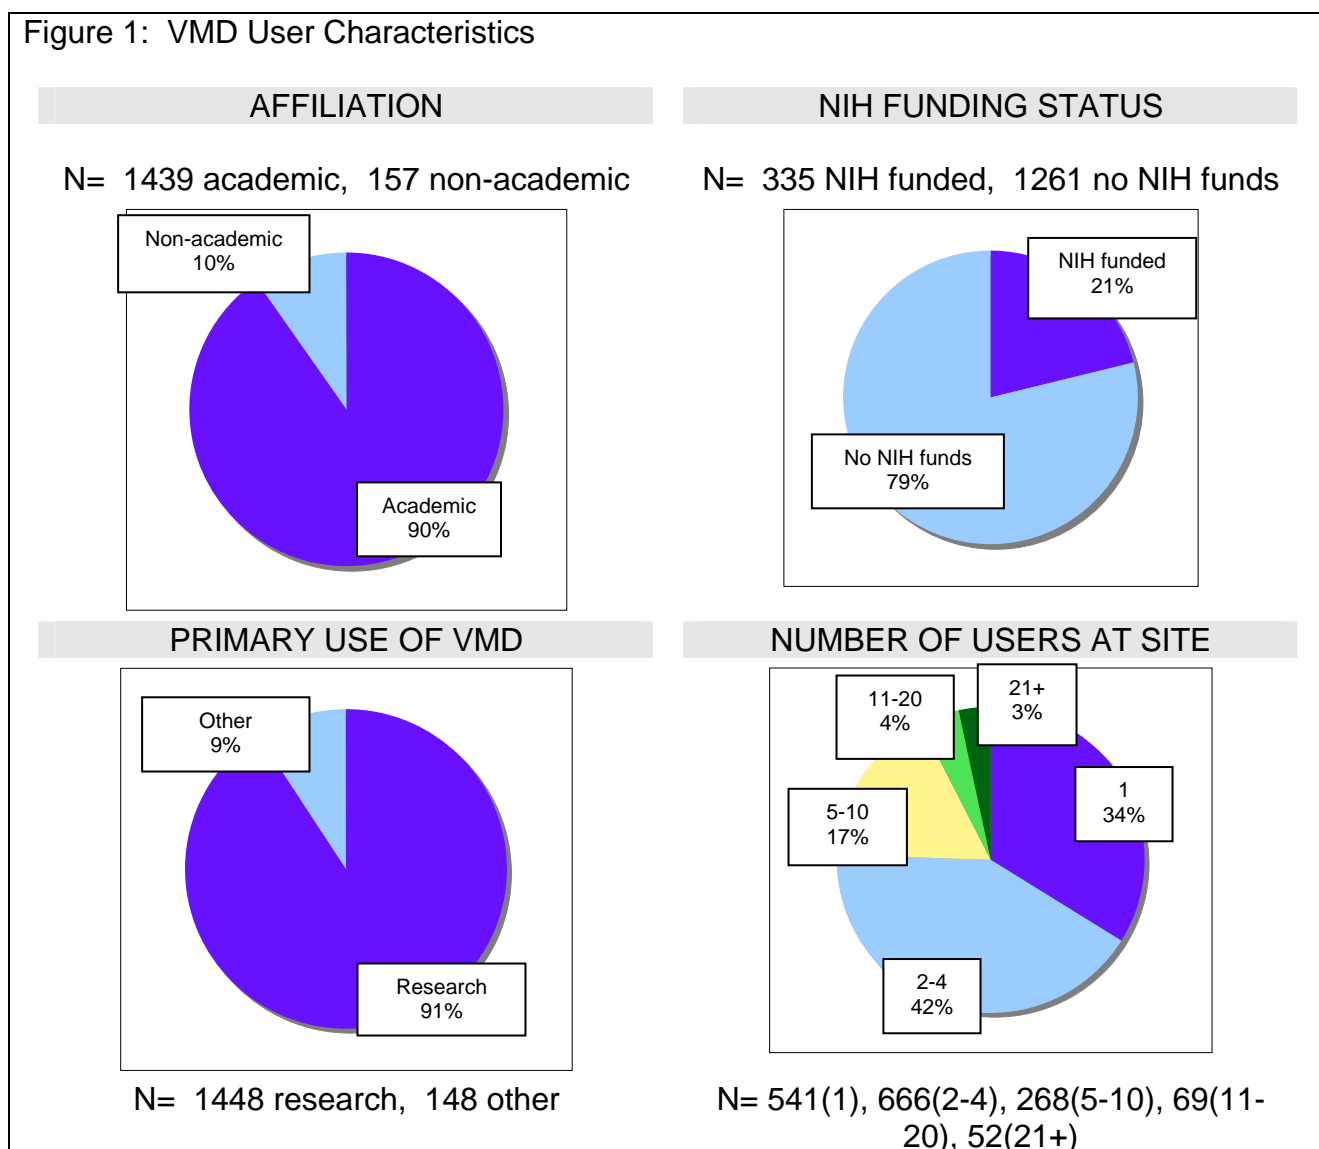 Figure 1:  VMD User Characteristics
AFFILIATION
N=  1439 academic,  157 non-academic
Non-academic
10%
Academic
90%
NIH FUNDING STATUS
N=  335 NIH funded,  1261 no NIH funds
NIH funded
21%
No NIH funds
79%
PRIMARY USE OF VMD
Other
9%
Research
91%
N=  1448 research,  148 other
NUMBER OF USERS AT SITE
11-20
4%
21+
3%
1
34%
5-10
17%
2-4
42%
N= 541(1), 666(2-4), 268(5-10), 69(11-
20), 52(21+)